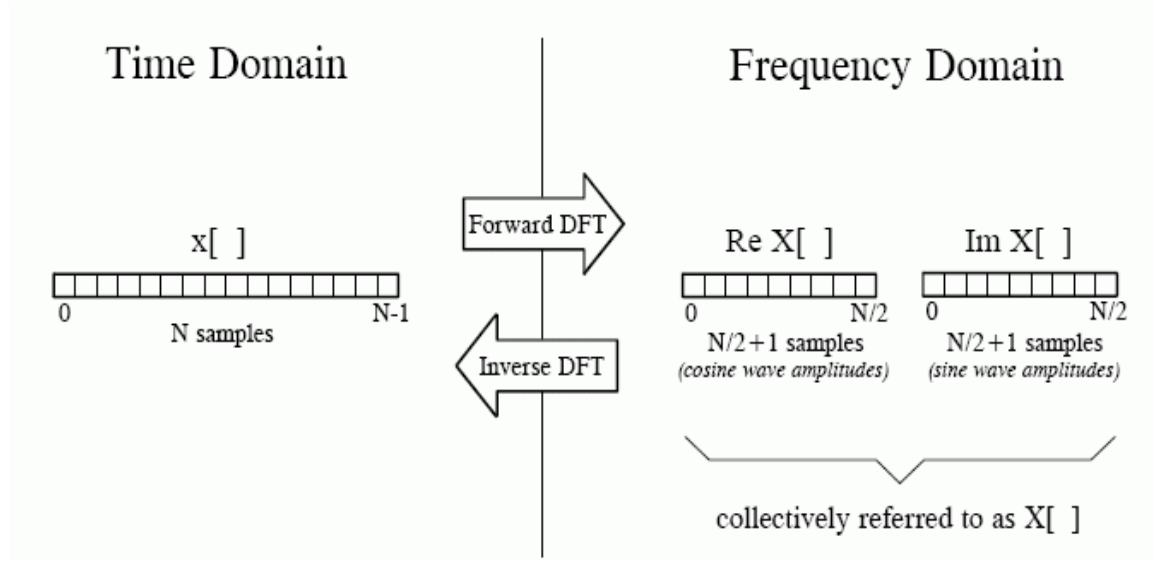 Time Domain
Frequency Domain
x[  ]
0
N-1
N samples
Forward DFT
Inverse DFT
Re X[  ]
0
N/2
N/2+1 samples
(cosine wave amplitudes)
Im X[  ]
0
N/2
N/2+1 samples
(sine wave amplitudes)
collectively referred to as X[  ]